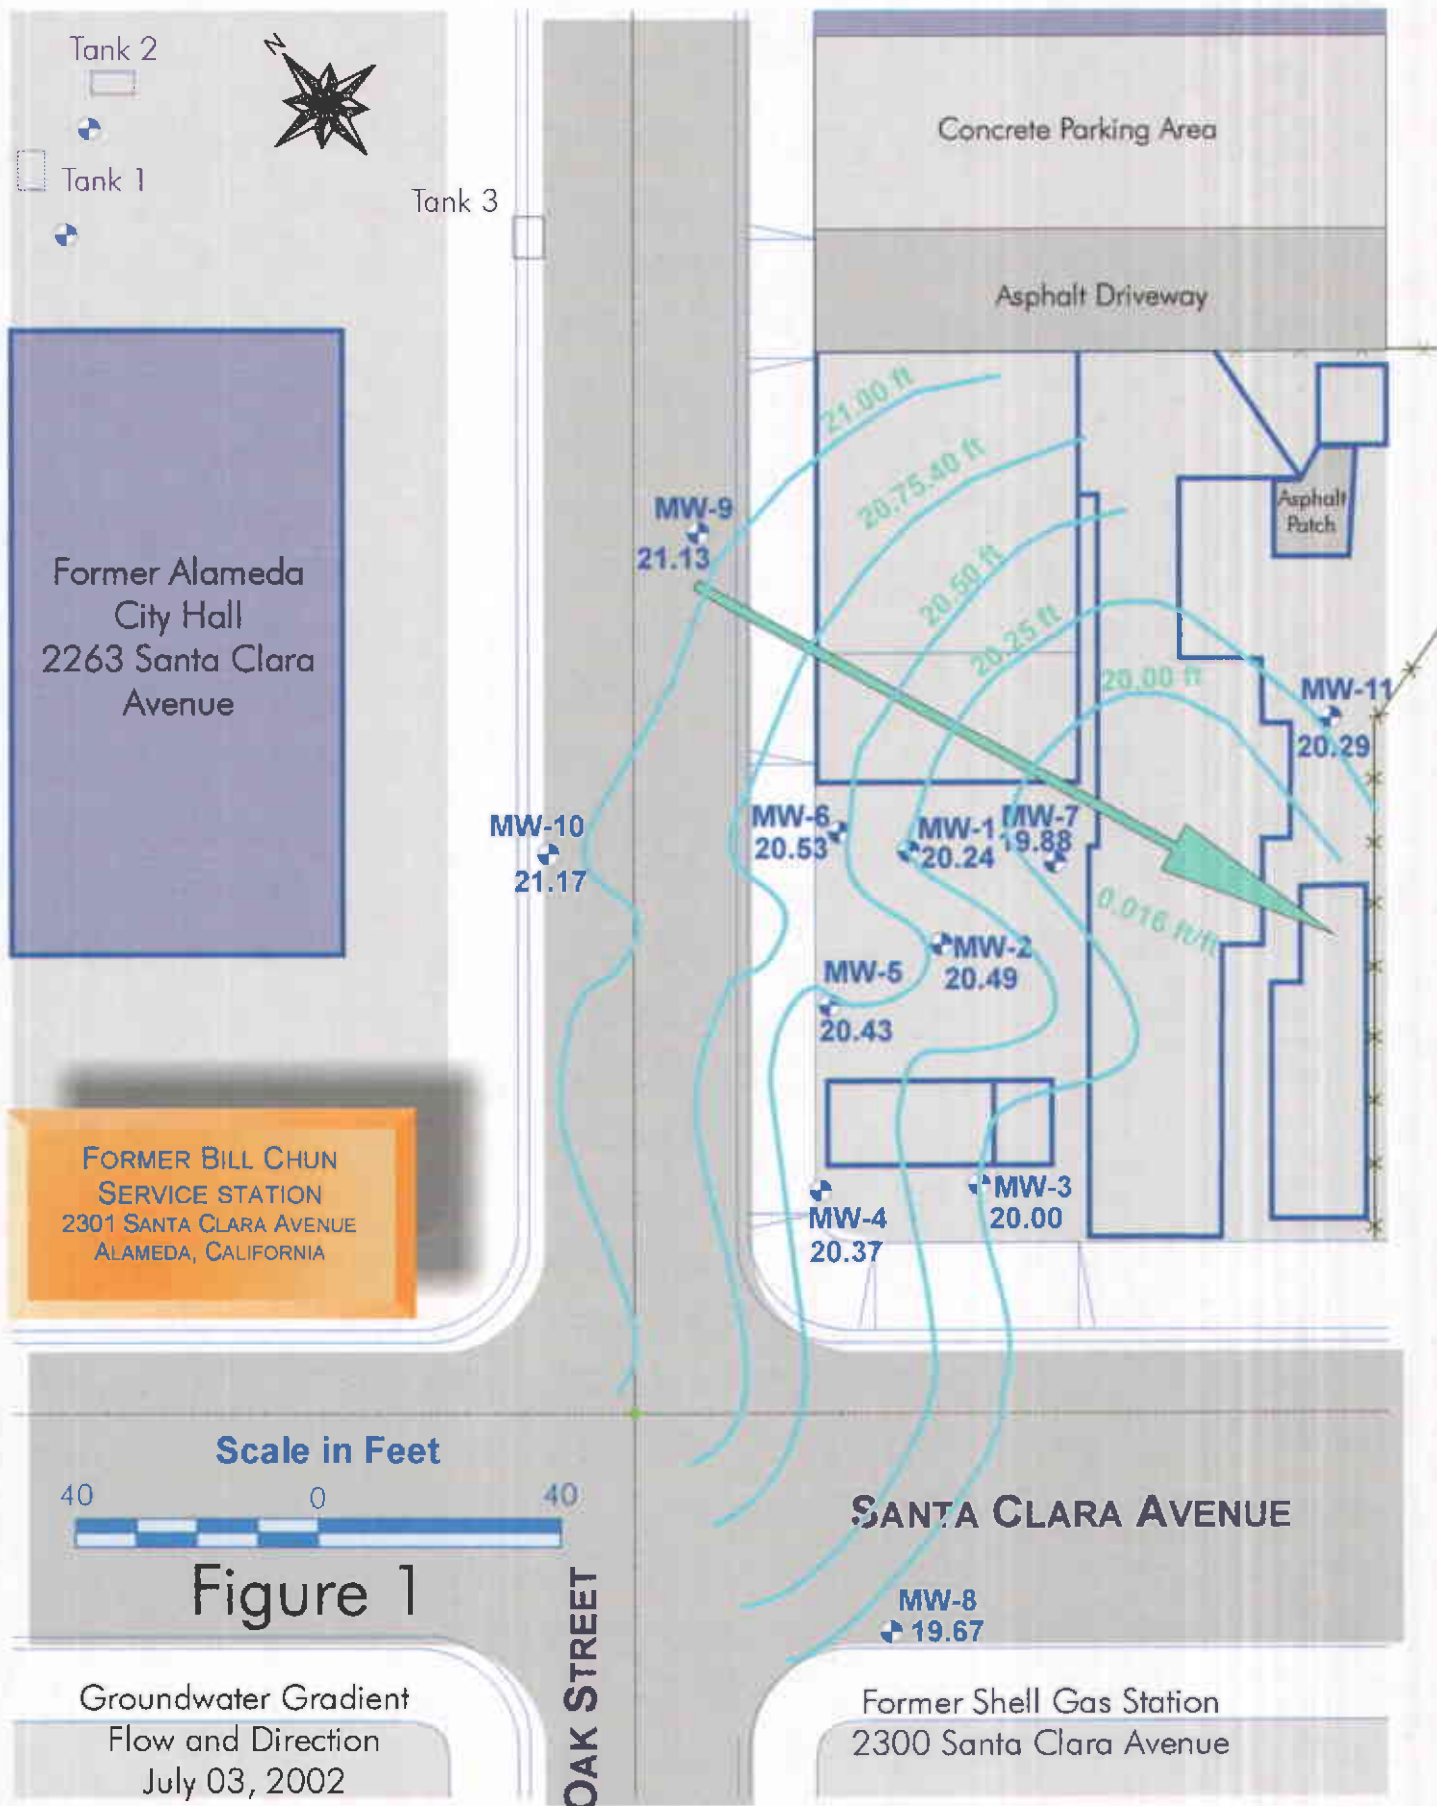 Tank 2
N
Tank 1
Tank 3
Concrete Parking Area
Asphalt Driveway
21.00 ft
20.75.40 ft
20.50 ft
20.25 ft
20.00 ft
Asphalt
Patch
MW-9
21.13
Former Alameda
City Hall
2263 Santa Clara
Avenue
MW-11
20.29
MW-10
21.17
MW-6
20.53
MW-1
20.24
MW-7
19.88
0.016 ft/ft
MW-2
20.49
MW-5
20.43
FORMER BILL CHUN
SERVICE STATION
2301 SANTA CLARA AVENUE
ALAMEDA, CALIFORNIA
MW-3
20.00
MW-4
20.37
Scale in Feet
40 0 40
Figure 1
SANTA CLARA AVENUE
OAK STREET
MW-8
19.67
Groundwater Gradient
Flow and Direction
July 03, 2002
Former Shell Gas Station
2300 Santa Clara Avenue